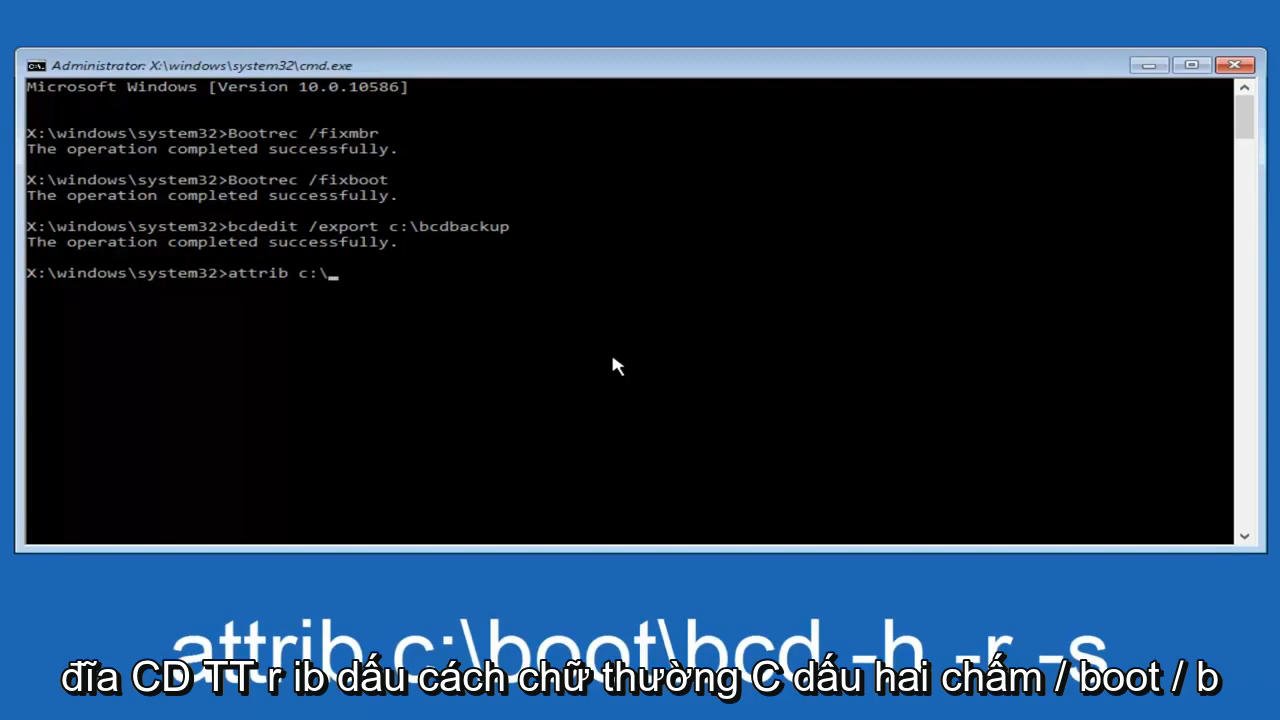 Administrator: X:\windows\system32\cmd.exe
Microsoft Windows [Version 10.0.10586]
X:\windows\system32>Bootrec /fixmbr
The operation completed successfully.
X:\windows\system32>Bootrec /fixboot
The operation completed successfully.
X:\windows\system32>bcdedit /export c:\bcdbackup
The operation completed successfully.
X:\windows\system32>attrib c:\_
attrib c:\boot\bcd -h -r -s
đĩa CD TT r ib dấu cách chữ thường C dấu hai chấm / boot / b